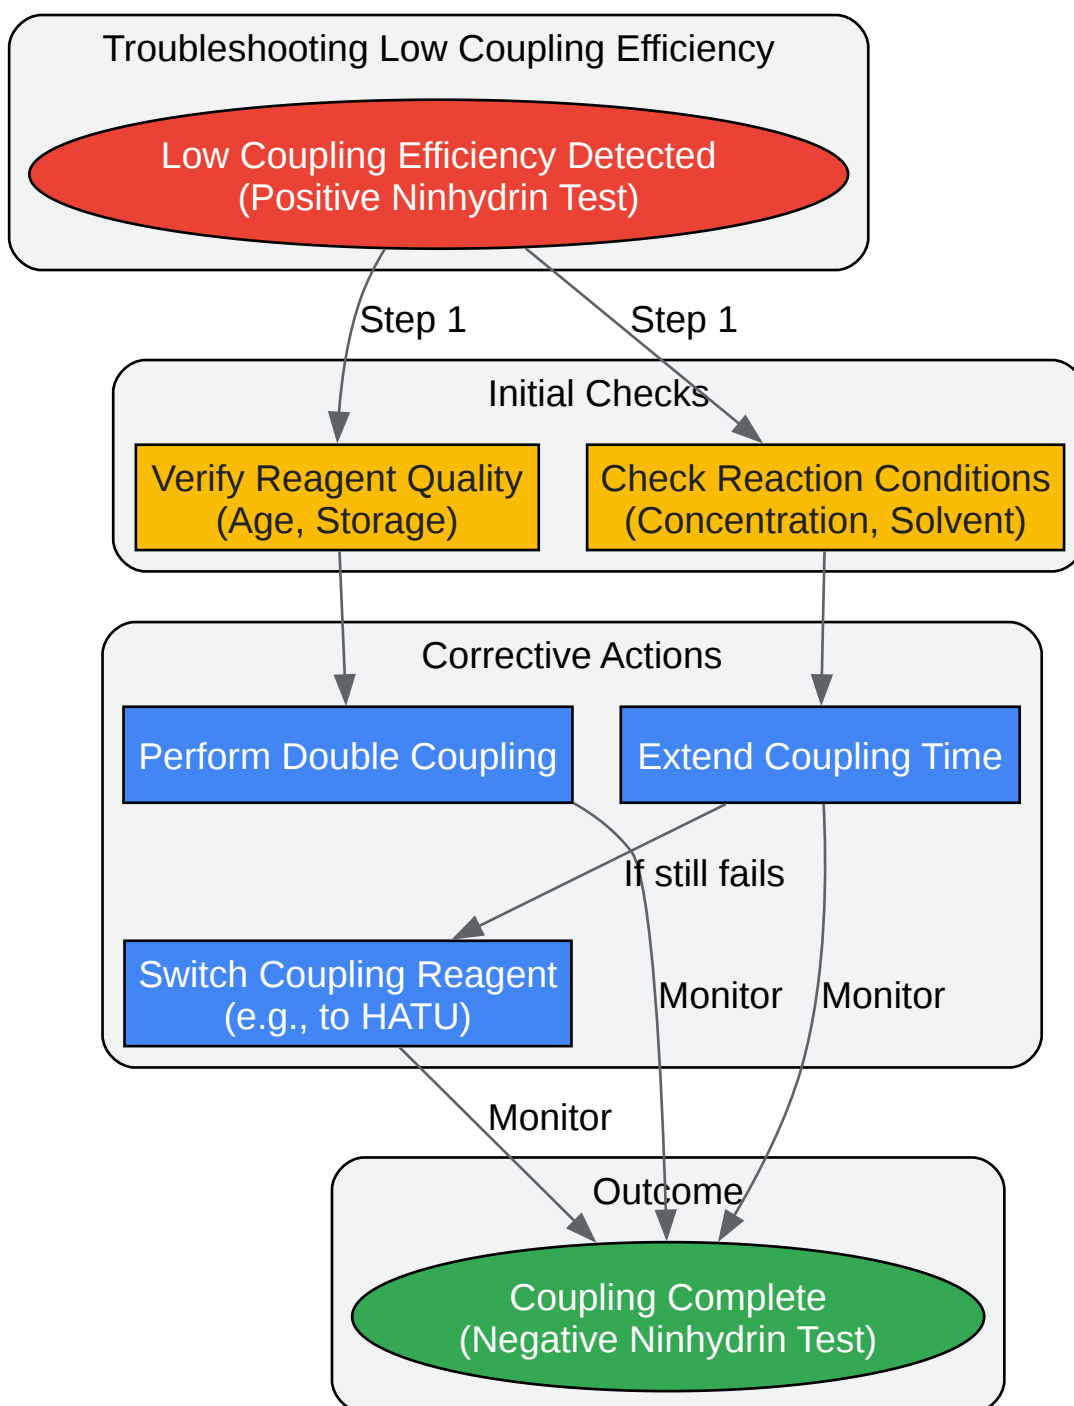 Troubleshooting Low Coupling Efficiency
Low Coupling Efficiency Detected
(Positive Ninhydrin Test)
Step 1
Step 1
Initial Checks
Verify Reagent Quality
(Age, Storage)
Check Reaction Conditions
(Concentration, Solvent)
Corrective Actions
Perform Double Coupling
Extend Coupling Time
If still fails
Switch Coupling Reagent
(e.g., to HATU)
Monitor
Monitor
Monitor
Outcome
Coupling Complete
(Negative Ninhydrin Test)